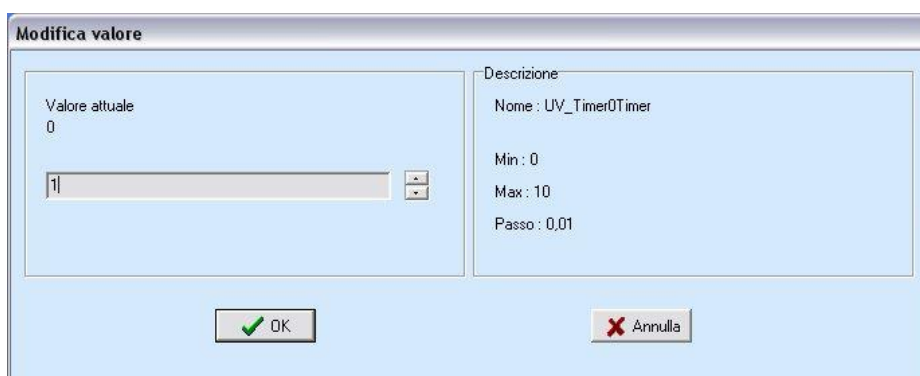 Modifica valore
Valore attuale
0
1
Descrizione
Nome : UV_Timer0Timer
Min : 0
Max : 10
Passo : 0,01
OK
Annulla